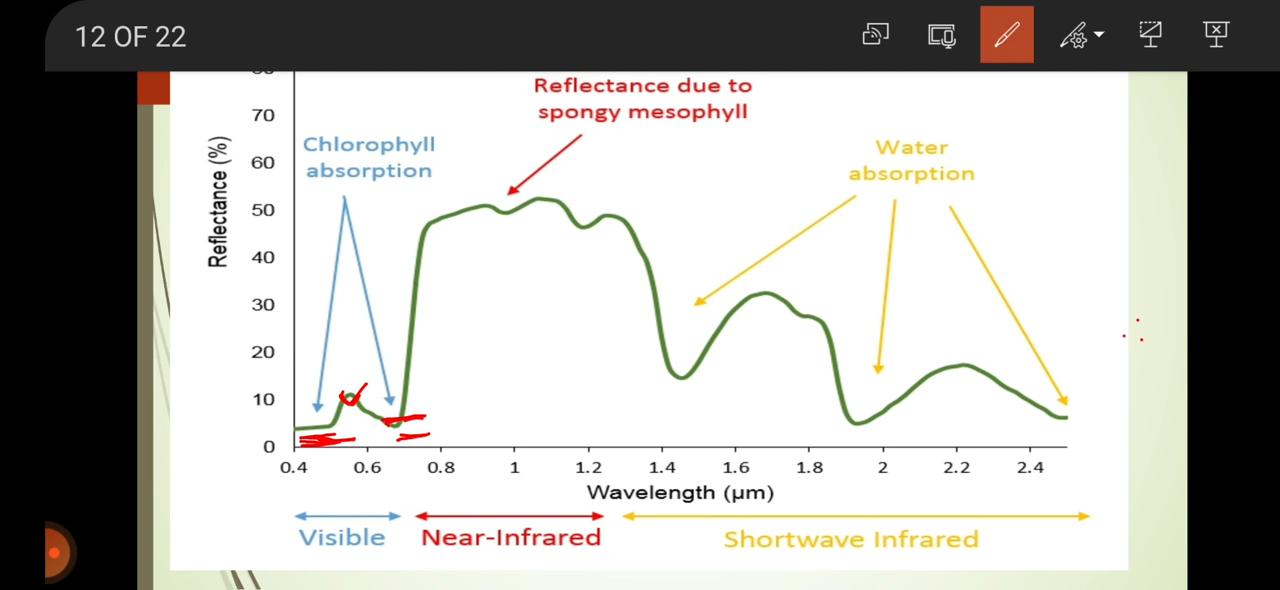 12 OF 22
Reflectance due to
spongy mesophyll
Chlorophyll
absorption
Water
absorption
Reflectance (%)
70
60
50
40
30
20
10
0
0.4 0.6 0.8 1 1.2 1.4 1.6 1.8 2 2.2 2.4
Wavelength (μm)
Visible Near-Infrared Shortwave Infrared